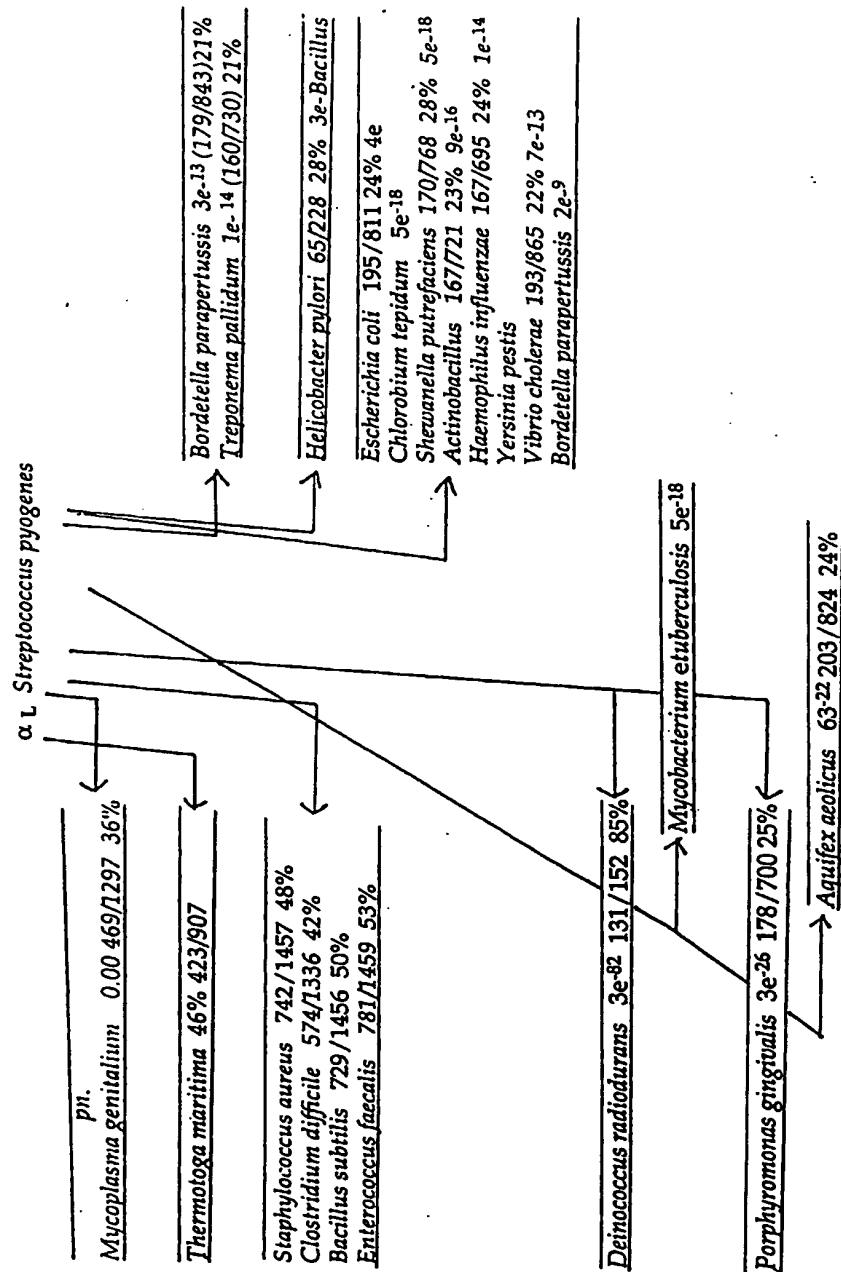 α L Streptococcus pyogenes
pn.
Mycoplasma genitalium 0.00 469/1297 36%
Thermotoga maritima 46% 423/907
Staphylococcus aureus 742/1457 48%
Clostridium difficile 574/1336 42%
Bacillus subtilis 729/1456 50%
Enterococcus faecalis 781/1459 53%
Deinococcus radiodurans 3e-82 131/152 85%
Porphyromonas gingivalis 3e-26 178/700 25%
Bordetella parapertussis 3e-13 (179/843)21%
Treponema pallidum 1e-14 (160/730) 21%
Helicobacter pylori 65/228 28% 3e-Bacillus
Escherichia coli 195/811 24% 4e
Chlorobium tepidum 5e-18
Shewanella putrefaciens 170/768 28% 5e-18
Actinobacillus 167/721 23% 9e-16
Haemophilus influenzae 167/695 24% 1e-14
Yersinia pestis
Vibrio cholerae 193/865 22% 7e-13
Bordetella parapertussis 2e-9
Mycobacterium etuberculosis 5e-18
Aquifex aeolicus 63-22 203/824 24%